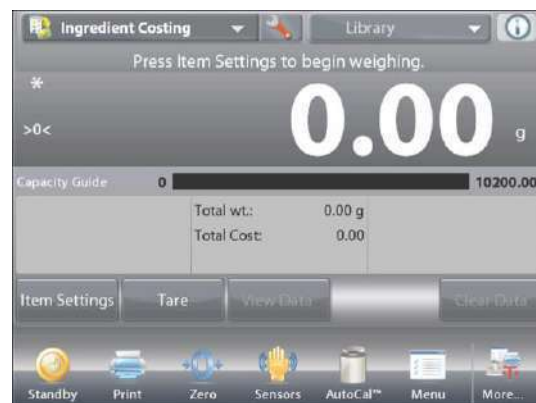 Ingredient Costing Library
Press Item Settings to begin weighing.
*
>0< 0.00 g
Capacity Guide 0 10200.00
Total wt.: 0.00 g
Total Cost: 0.00
Item Settings Tare View Data Clear Data
Standby Print Zero Sensors AutoCal™ Menu More...